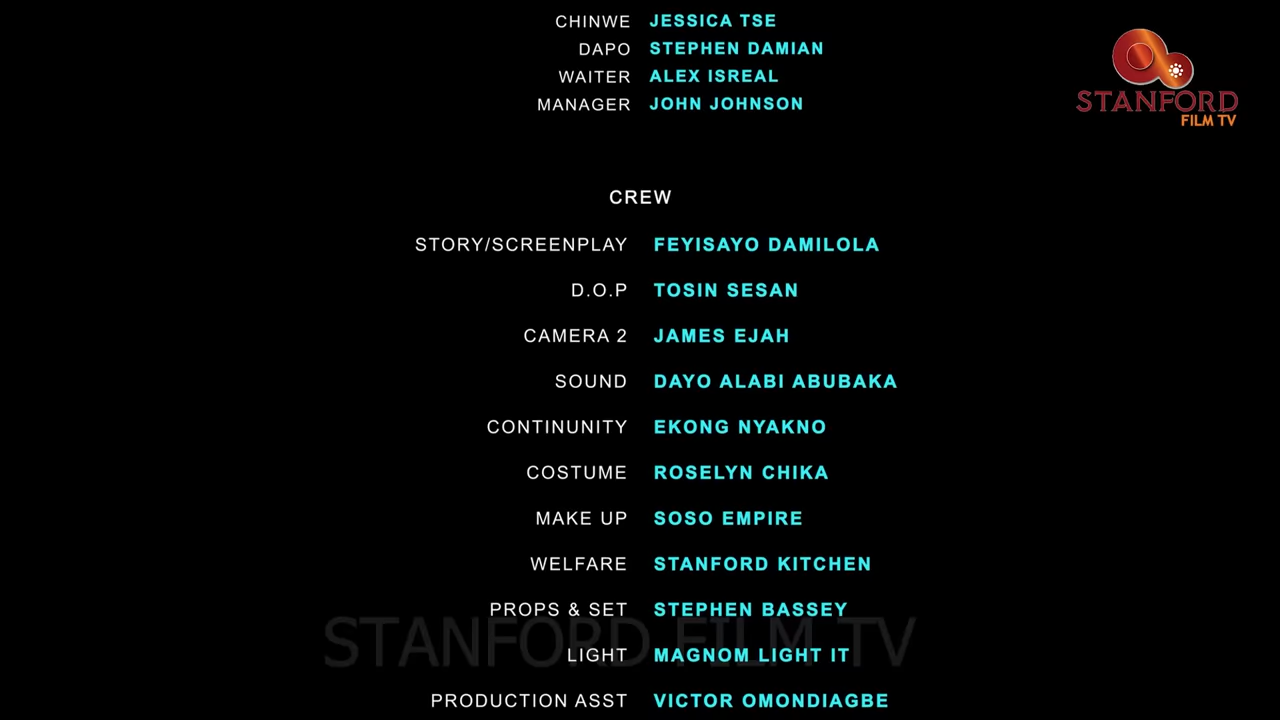 CHINWE JESSICA TSE
DAPO STEPHEN DAMIAN
WAITER ALEX ISREAL
MANAGER JOHN JOHNSON
STANFORD
FILM TV
CREW
STORY/SCREENPLAY FEYISAYO DAMILOLA
D.O.P TOSIN SESAN
CAMERA 2 JAMES EJAH
SOUND DAYO ALABI ABUBAKA
CONTINUNITY EKONG NYAKNO
COSTUME ROSELYN CHIKA
MAKE UP SOSO EMPIRE
WELFARE STANFORD KITCHEN
PROPS & SET STEPHEN BASSEY
STANFORD FILM TV
LIGHT MAGNOM LIGHT IT
PRODUCTION ASST VICTOR OMONDIAGBE